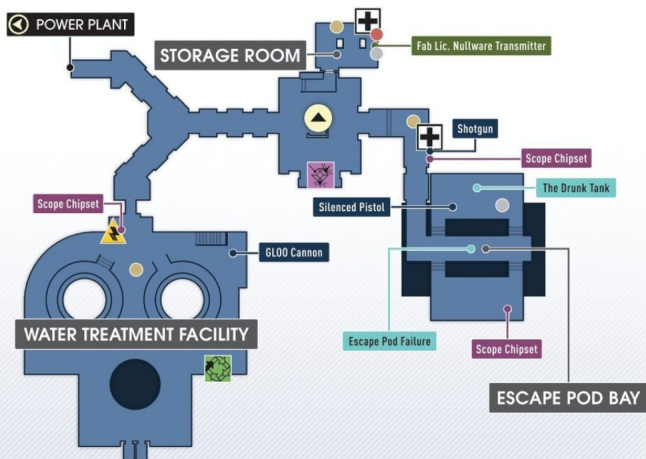 POWER PLANT
STORAGE ROOM
Fab Lic. Nullware Transmitter
Shotgun
Scope Chipset
The Drunk Tank
Scope Chipset
Silenced Pistol
GLOO Cannon
WATER TREATMENT FACILITY
Escape Pod Failure
Scope Chipset
ESCAPE POD BAY